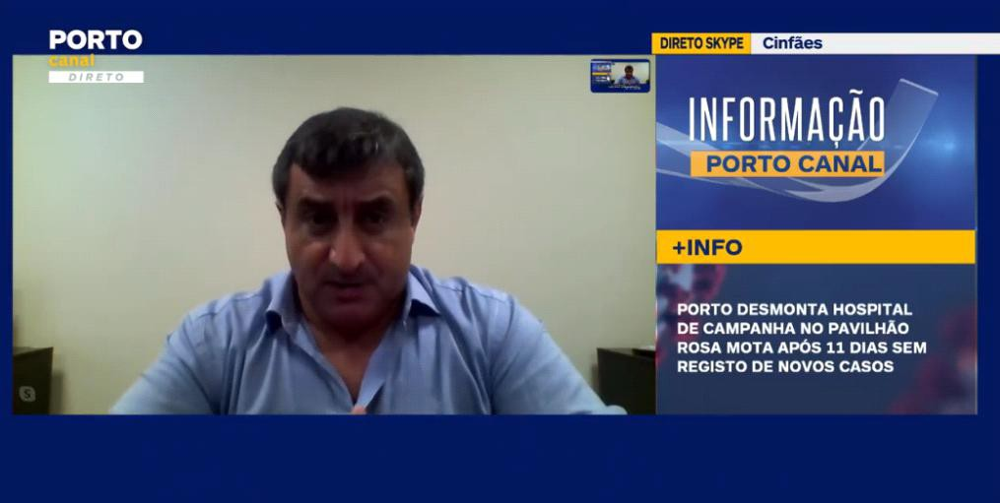 PORTO
canal
DIRETO
DIRETO SKYPE
Cinfães
INFORMAÇÃO
PORTO CANAL
+INFO
PORTO DESMONTA HOSPITAL
DE CAMPANHA NO PAVILHÃO
ROSA MOTA APÓS 11 DIAS SEM
REGISTO DE NOVOS CASOS